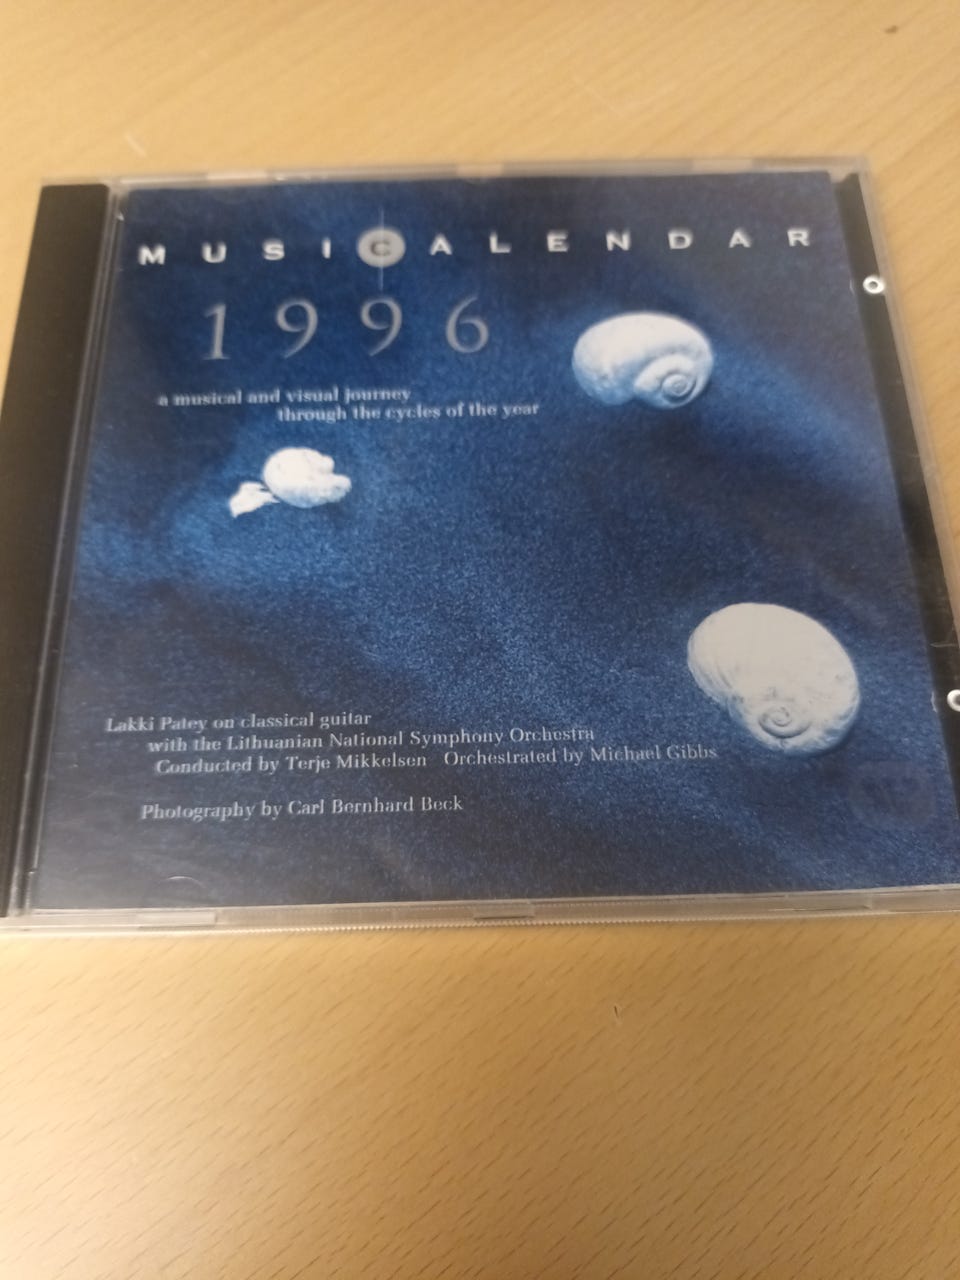 MUSICALENDAR
1996
a musical and visual journey
through the cycles of the year
Lakki Patey on classical guitar
with the Lithuanian National Symphony Orchestra
Conducted by Terje Mikkelsen Orchestrated by Michael Gibbs
Photography by Carl Bernhard Beck